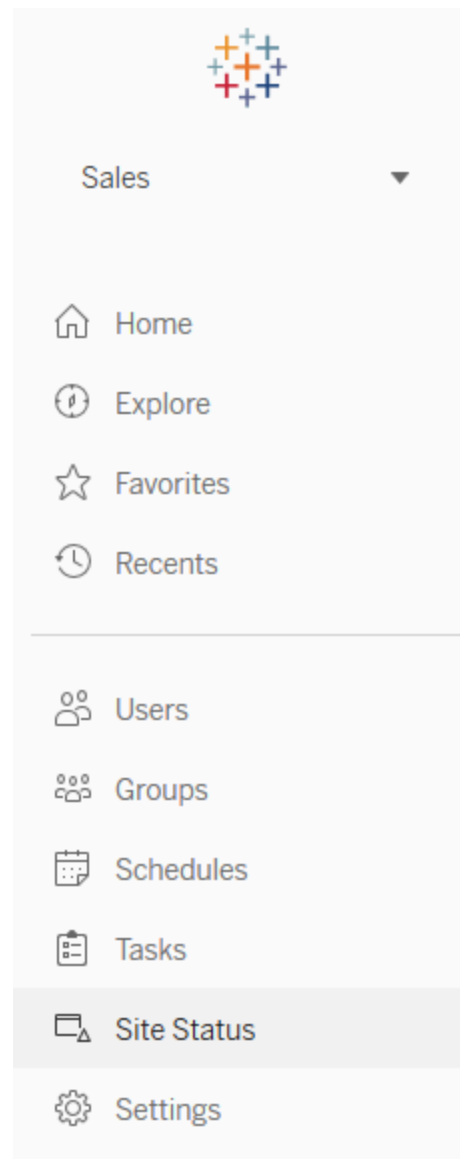 Sales
Home
Explore
Favorites
Recents
Users
Groups
Schedules
Tasks
Site Status
Settings